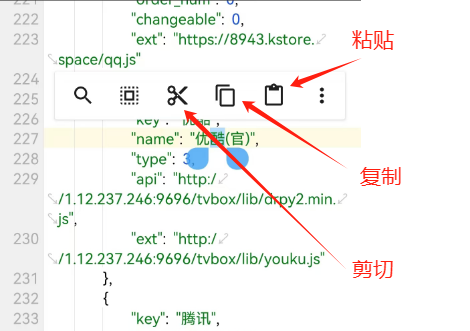 221 "order_num": 0,
222 "changeable": 0,
223 "ext": "https://8943.kstore.
space/qq.js"
粘贴
224
225
226 "key": "优酷",
227 "name": "优酷(官)",
228 "type": 3,
复制
229 "api": "http:/
/1.12.237.246:9696/tvbox/lib/drpy2.min.
js",
230 "ext": "http:/
/1.12.237.246:9696/tvbox/lib/youku.js"
剪切
231 },
232 {
233 "key": "腾讯",